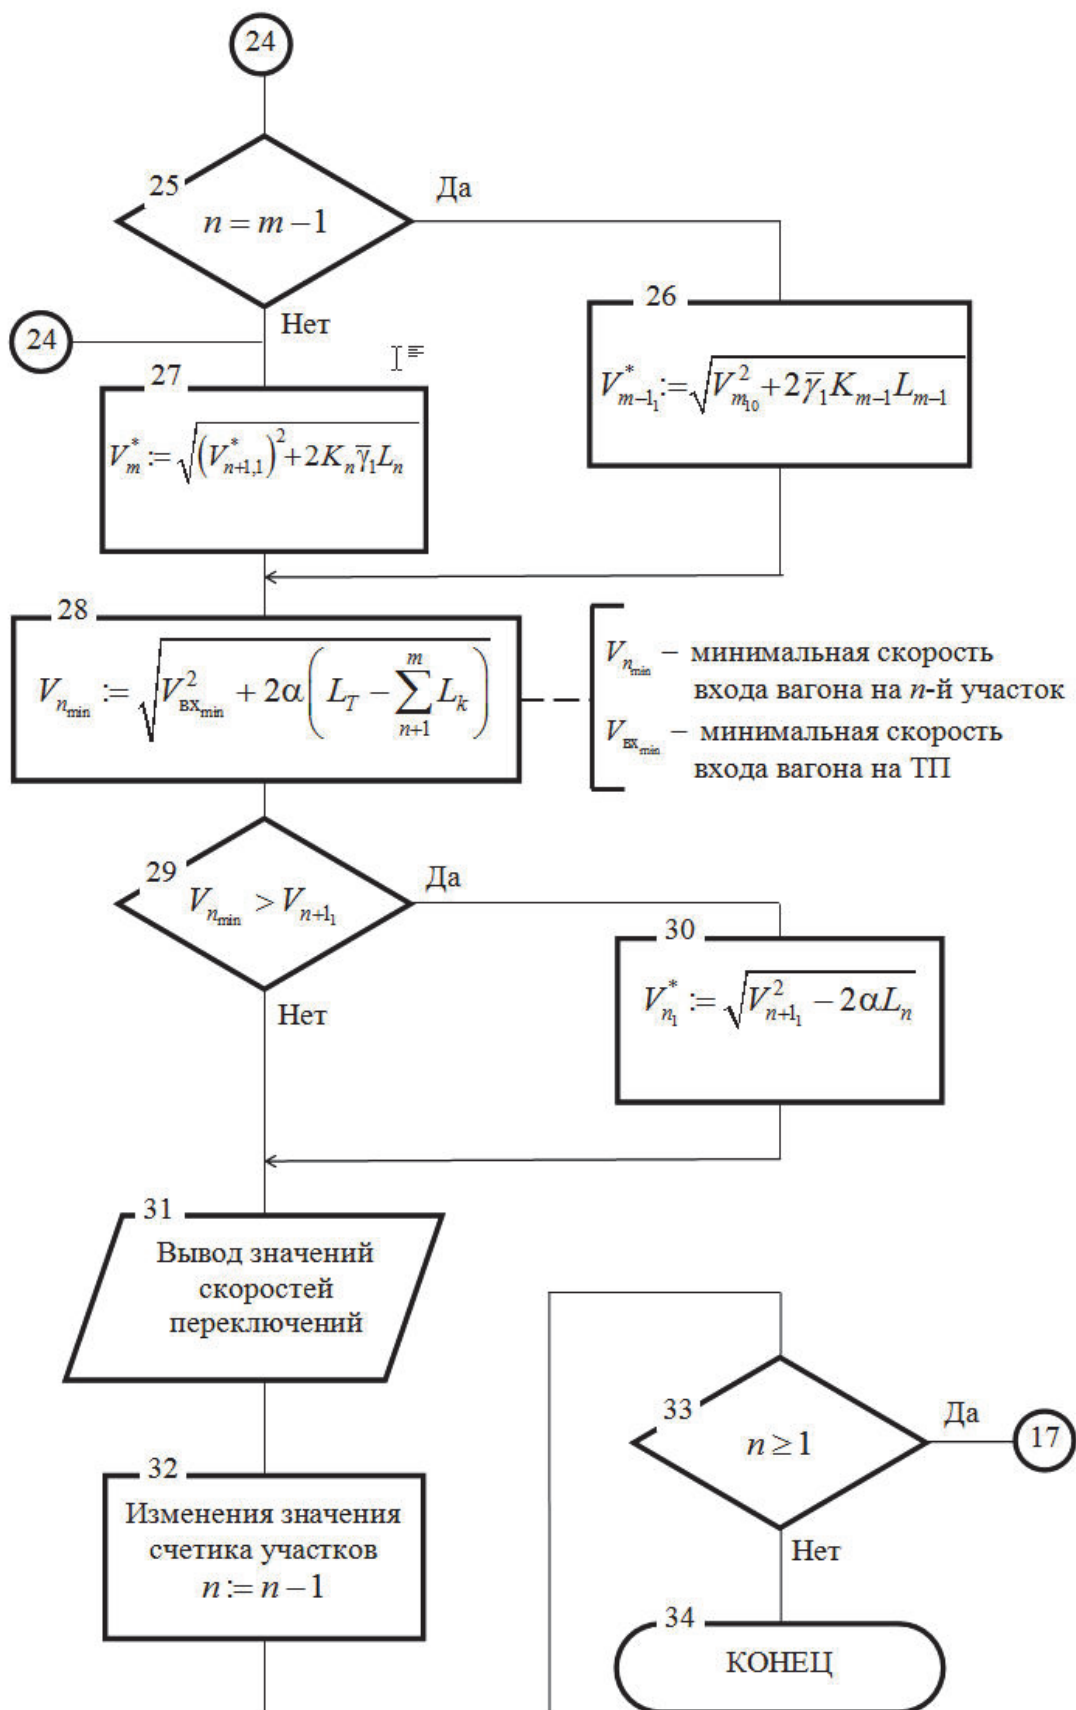 24
25
n = m − 1
Да
Нет
24
26
V*_{m−1_1} := √(V²_{m_{10}} + 2γ̅_1 K_{m−1} L_{m−1})
27
V*_m := √((V*_{n+1,1})² + 2K_n γ̅_1 L_n)
28
V_{n_min} := √(V²_{вх_min} + 2α(L_T − ∑_{n+1}^{m} L_k))
V_{n_min} − минимальная скорость
входа вагона на n-й участок
V_{вх_min} − минимальная скорость
входа вагона на ТП
29
V_{n_min} > V_{n+1_1}
Да
Нет
30
V*_{n_1} := √(V²_{n+1_1} − 2αL_n)
31
Вывод значений
скоростей
переключений
32
Изменения значения
счетика участков
n := n − 1
33
n ≥ 1
Да
17
Нет
34
КОНЕЦ